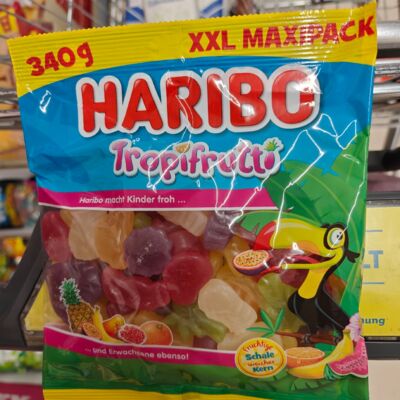 340g
XXL MAXIPACK
HARIBO
Tropifrutti
Haribo macht Kinder froh ...
... und Erwachsene ebenso!
Fruchtige
Schale
weicher
Kern